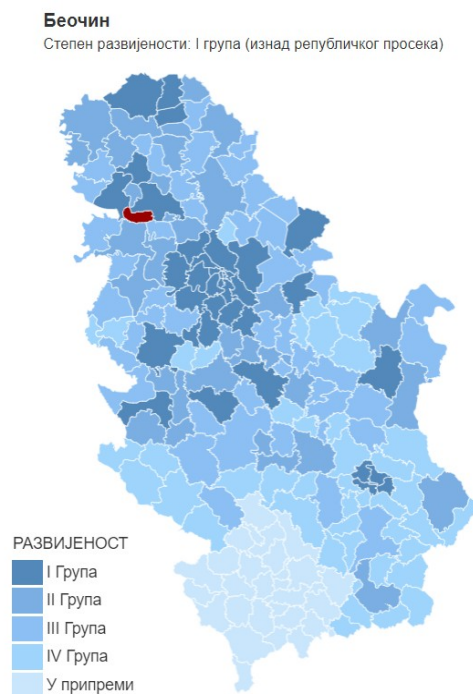 Беочин
Степен развијености: I група (изнад републичког просека)
РАЗВИЈЕНОСТ
I Група
II Група
III Група
IV Група
У припреми